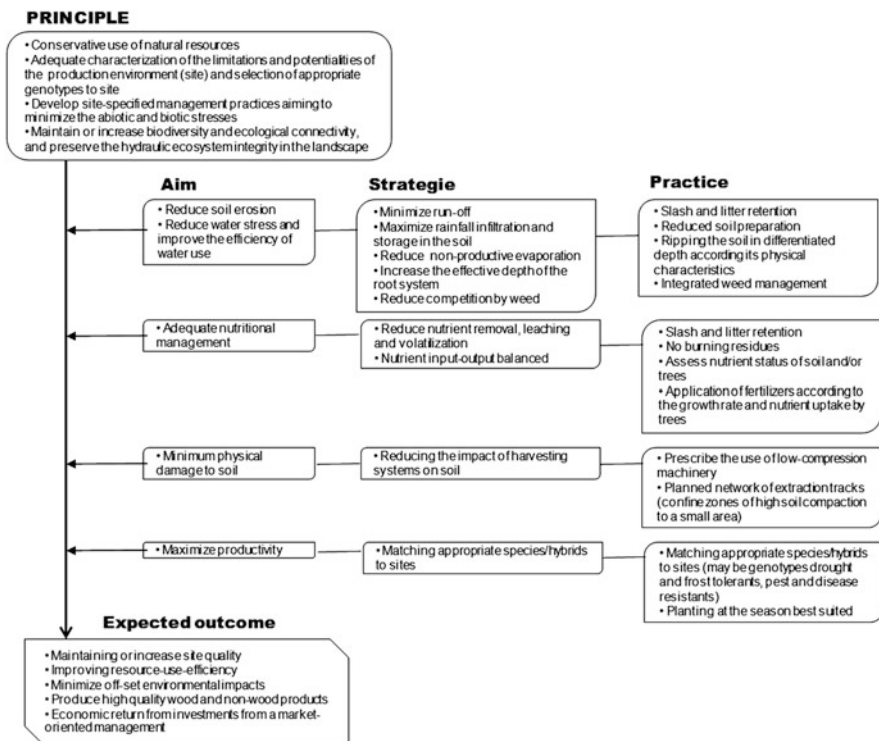 PRINCIPLE
• Conservative use of natural resources
• Adequate characterization of the limitations and potentialities of
the production environment (site) and selection of appropriate
genotypes to site
• Develop site-specified management practices aiming to
minimize the abiotic and biotic stresses
• Maintain or increase biodiversity and ecological connectivity,
and preserve the hydraulic ecosystem integrity in the landscape
Aim
Strategie
Practice
• Reduce soil erosion
• Reduce water stress and
improve the efficiency of
water use
• Minimize run-off
• Maximize rainfall infiltration and
storage in the soil
• Reduce non-productive evaporation
• Increase the effective depth of the
root system
• Reduce competition by weed
• Slash and litter retention
• Reduced soil preparation
• Ripping the soil in differentiated
depth according its physical
characteristics
• Integrated weed management
• Adequate nutritional
management
• Reduce nutrient removal, leaching
and volatilization
• Nutrient input-output balanced
• Slash and litter retention
• No burning residues
• Assess nutrient status of soil and/or
trees
• Application of fertilizers according to
the growth rate and nutrient uptake by
trees
• Minimum physical
damage to soil
• Reducing the impact of harvesting
systems on soil
• Prescribe the use of low-compression
machinery
• Planned network of extraction tracks
(confine zones of high soil compaction
to a small area)
• Maximize productivity
• Matching appropriate species/hybrids
to sites
• Matching appropriate species/hybrids
to sites (may be genotypes drought
and frost tolerants, pest and disease
resistants)
• Planting at the season best suited
Expected outcome
• Maintaining or increase site quality
• Improving resource-use-efficiency
• Minimize off-set environmental impacts
• Produce high quality wood and non-wood products
• Economic return from investments from a market-
oriented management